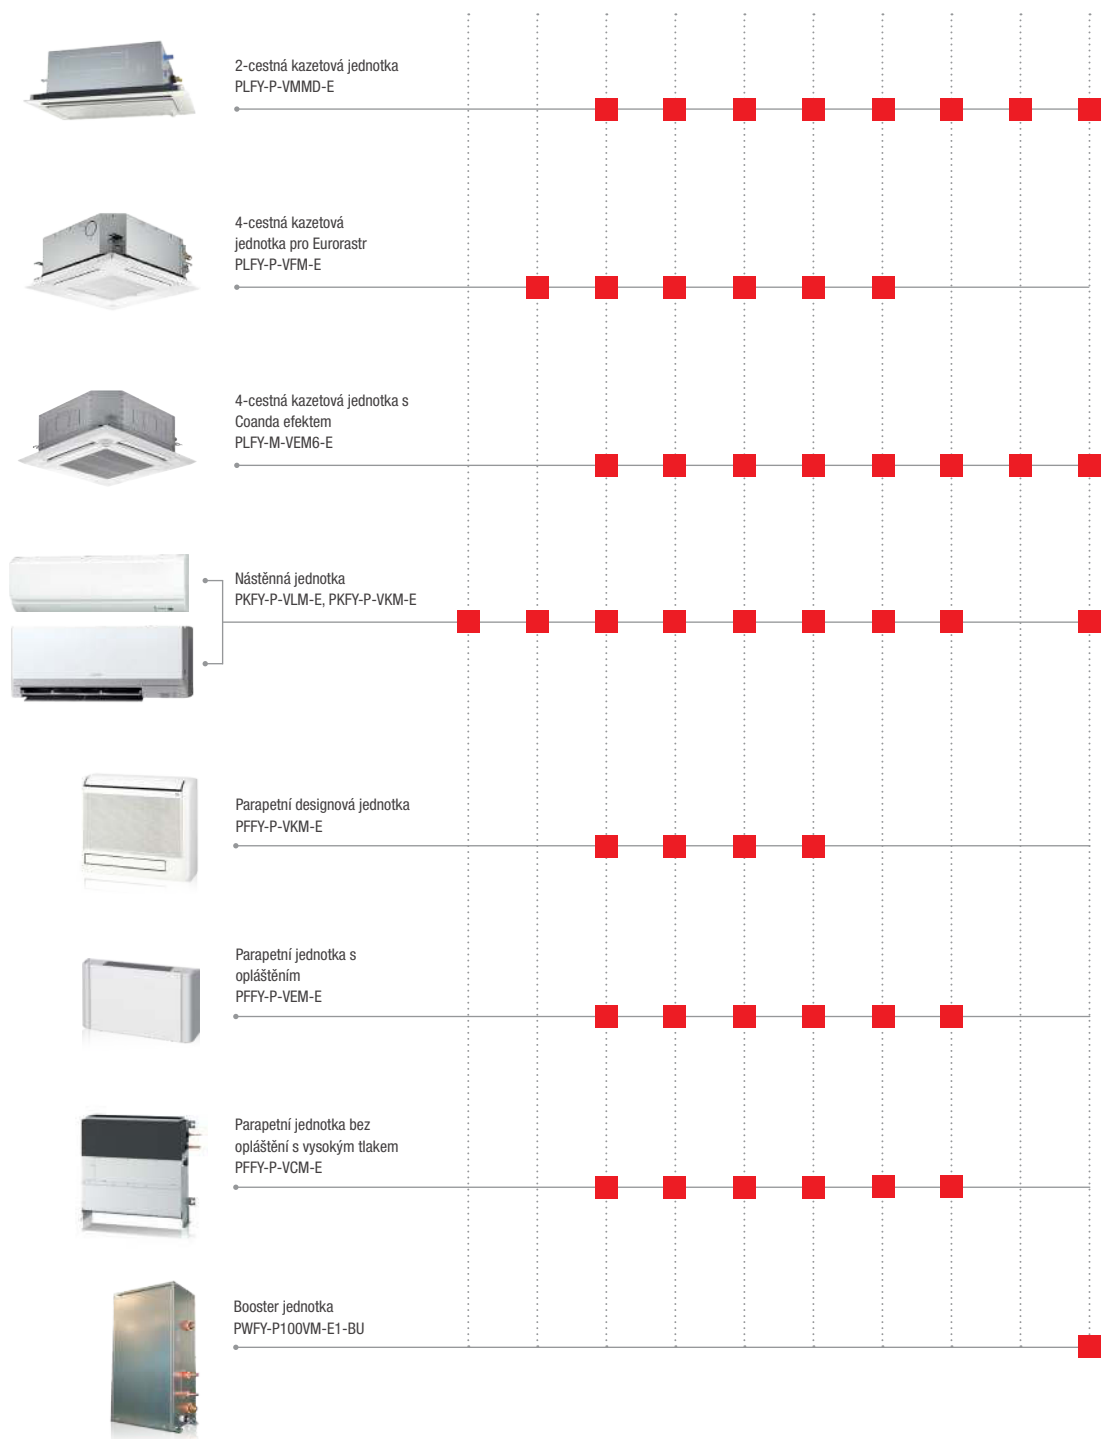 2-cestná kazetová jednotka
PLFY-P-VMMD-E
4-cestná kazetová
jednotka pro Eurorastr
PLFY-P-VFM-E
4-cestná kazetová jednotka s
Coanda efektem
PLFY-M-VEM6-E
Nástěnná jednotka
PKFY-P-VLM-E, PKFY-P-VKM-E
Parapetní designová jednotka
PFFY-P-VKM-E
Parapetní jednotka s
opláštěním
PFFY-P-VEM-E
Parapetní jednotka bez
opláštění s vysokým tlakem
PFFY-P-VCM-E
Booster jednotka
PWFY-P100VM-E1-BU